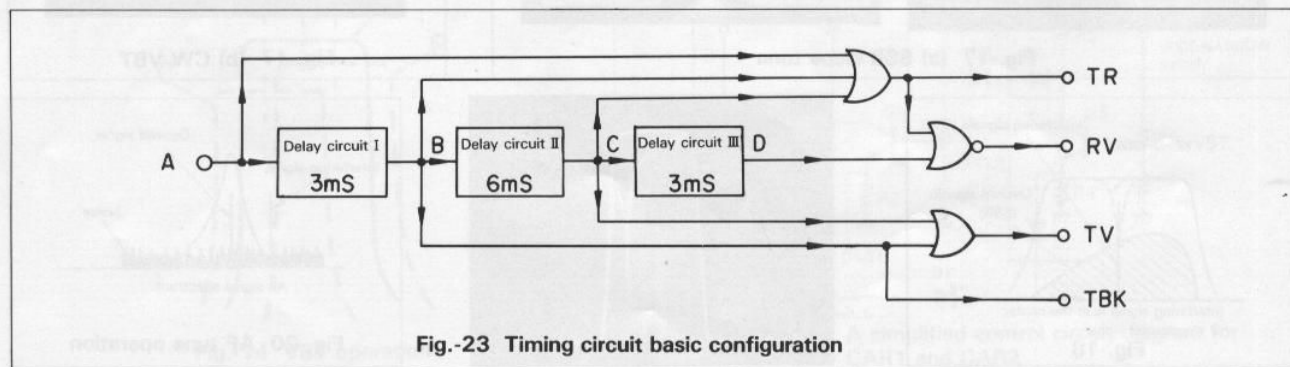 TR
Delay circuit I
B
Delay circuit II
C
Delay circuit III
D
A
RV
3mS
6mS
3mS
TV
TBK
Fig.-23 Timing circuit basic configuration